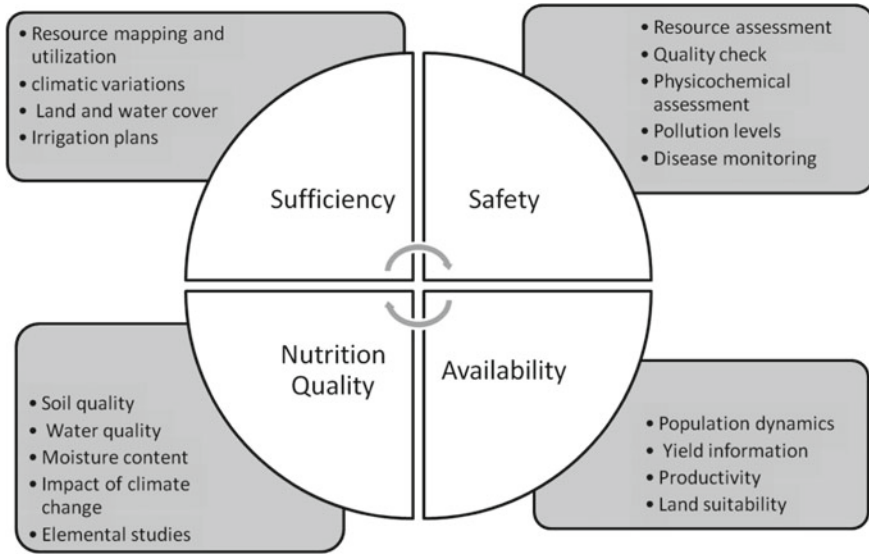 • Resource mapping and
utilization
• climatic variations
• Land and water cover
• Irrigation plans
• Resource assessment
• Quality check
• Physicochemical
assessment
• Pollution levels
• Disease monitoring
Sufficiency
Safety
Nutrition
Quality
Availability
• Soil quality
• Water quality
• Moisture content
• Impact of climate
change
• Elemental studies
• Population dynamics
• Yield information
• Productivity
• Land suitability